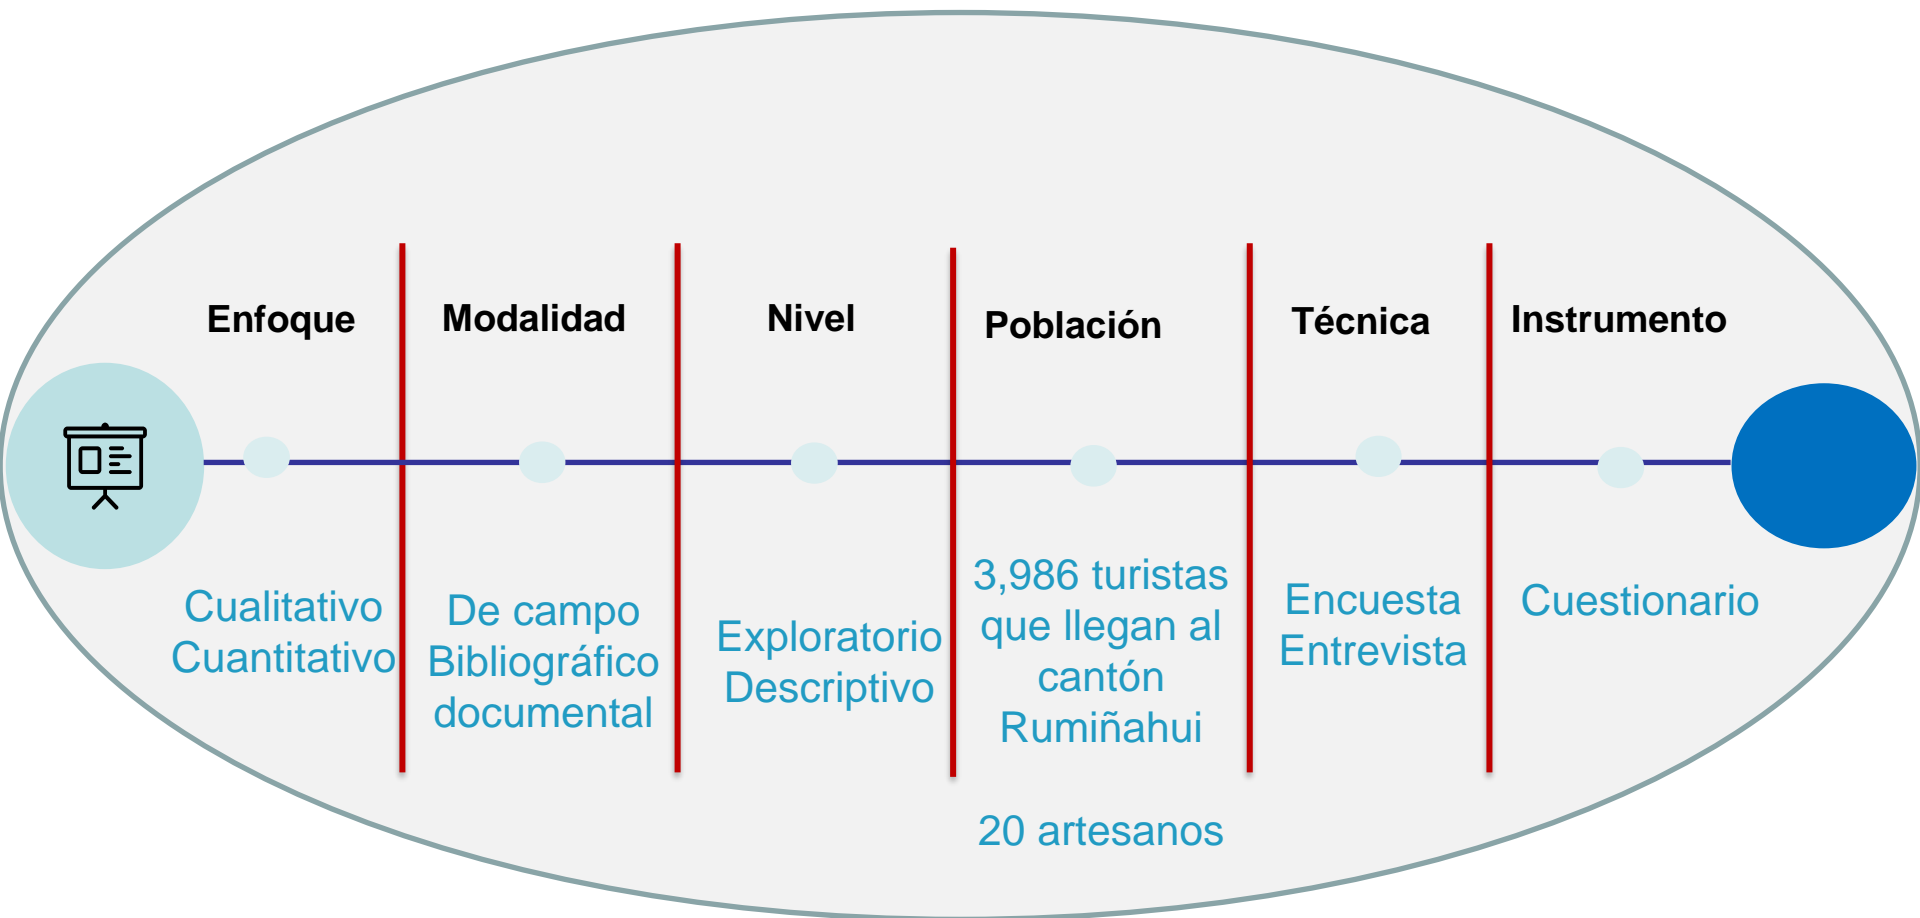 Enfoque
Modalidad
Nivel
Población
Técnica
Instrumento
Cualitativo
Cuantitativo
De campo
Bibliográfico
documental
Exploratorio
Descriptivo
3,986 turistas
que llegan al
cantón
Rumiñahui
20 artesanos
Encuesta
Entrevista
Cuestionario